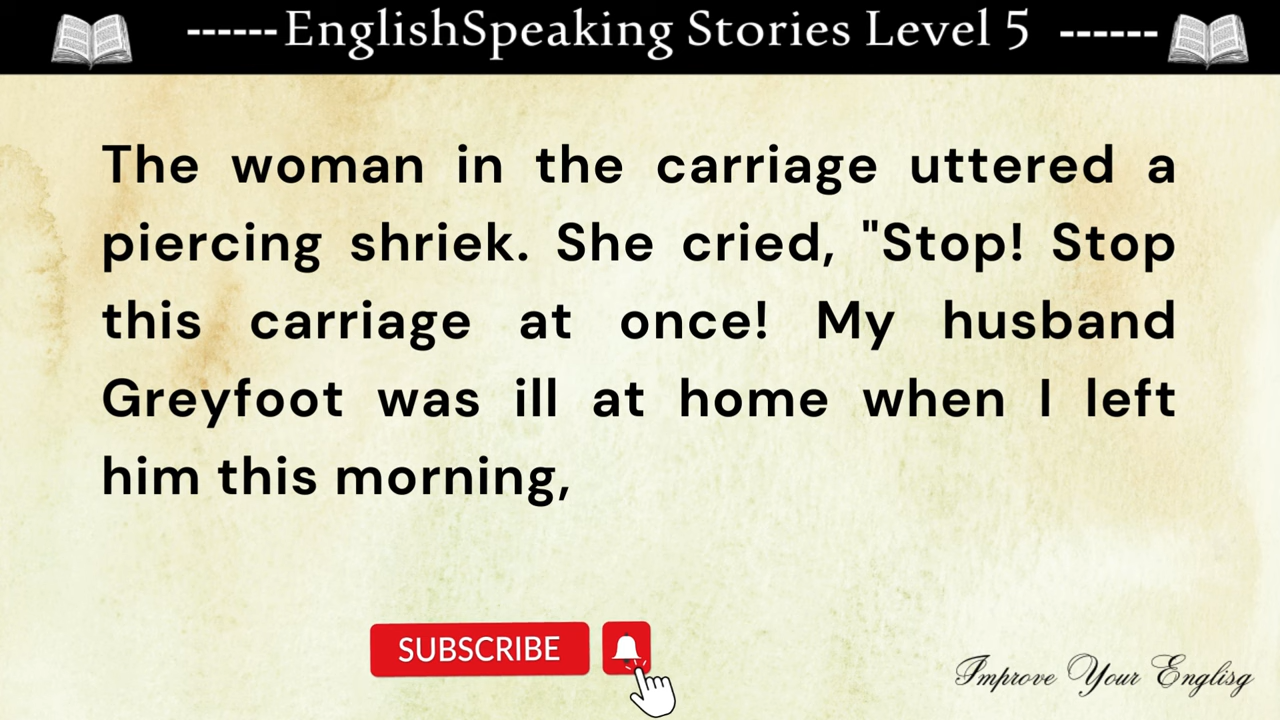 ------EnglishSpeaking Stories Level 5 ------
The woman in the carriage uttered a
piercing shriek. She cried, "Stop! Stop
this carriage at once! My husband
Greyfoot was ill at home when I left
him this morning,
SUBSCRIBE
Improve Your Englisg